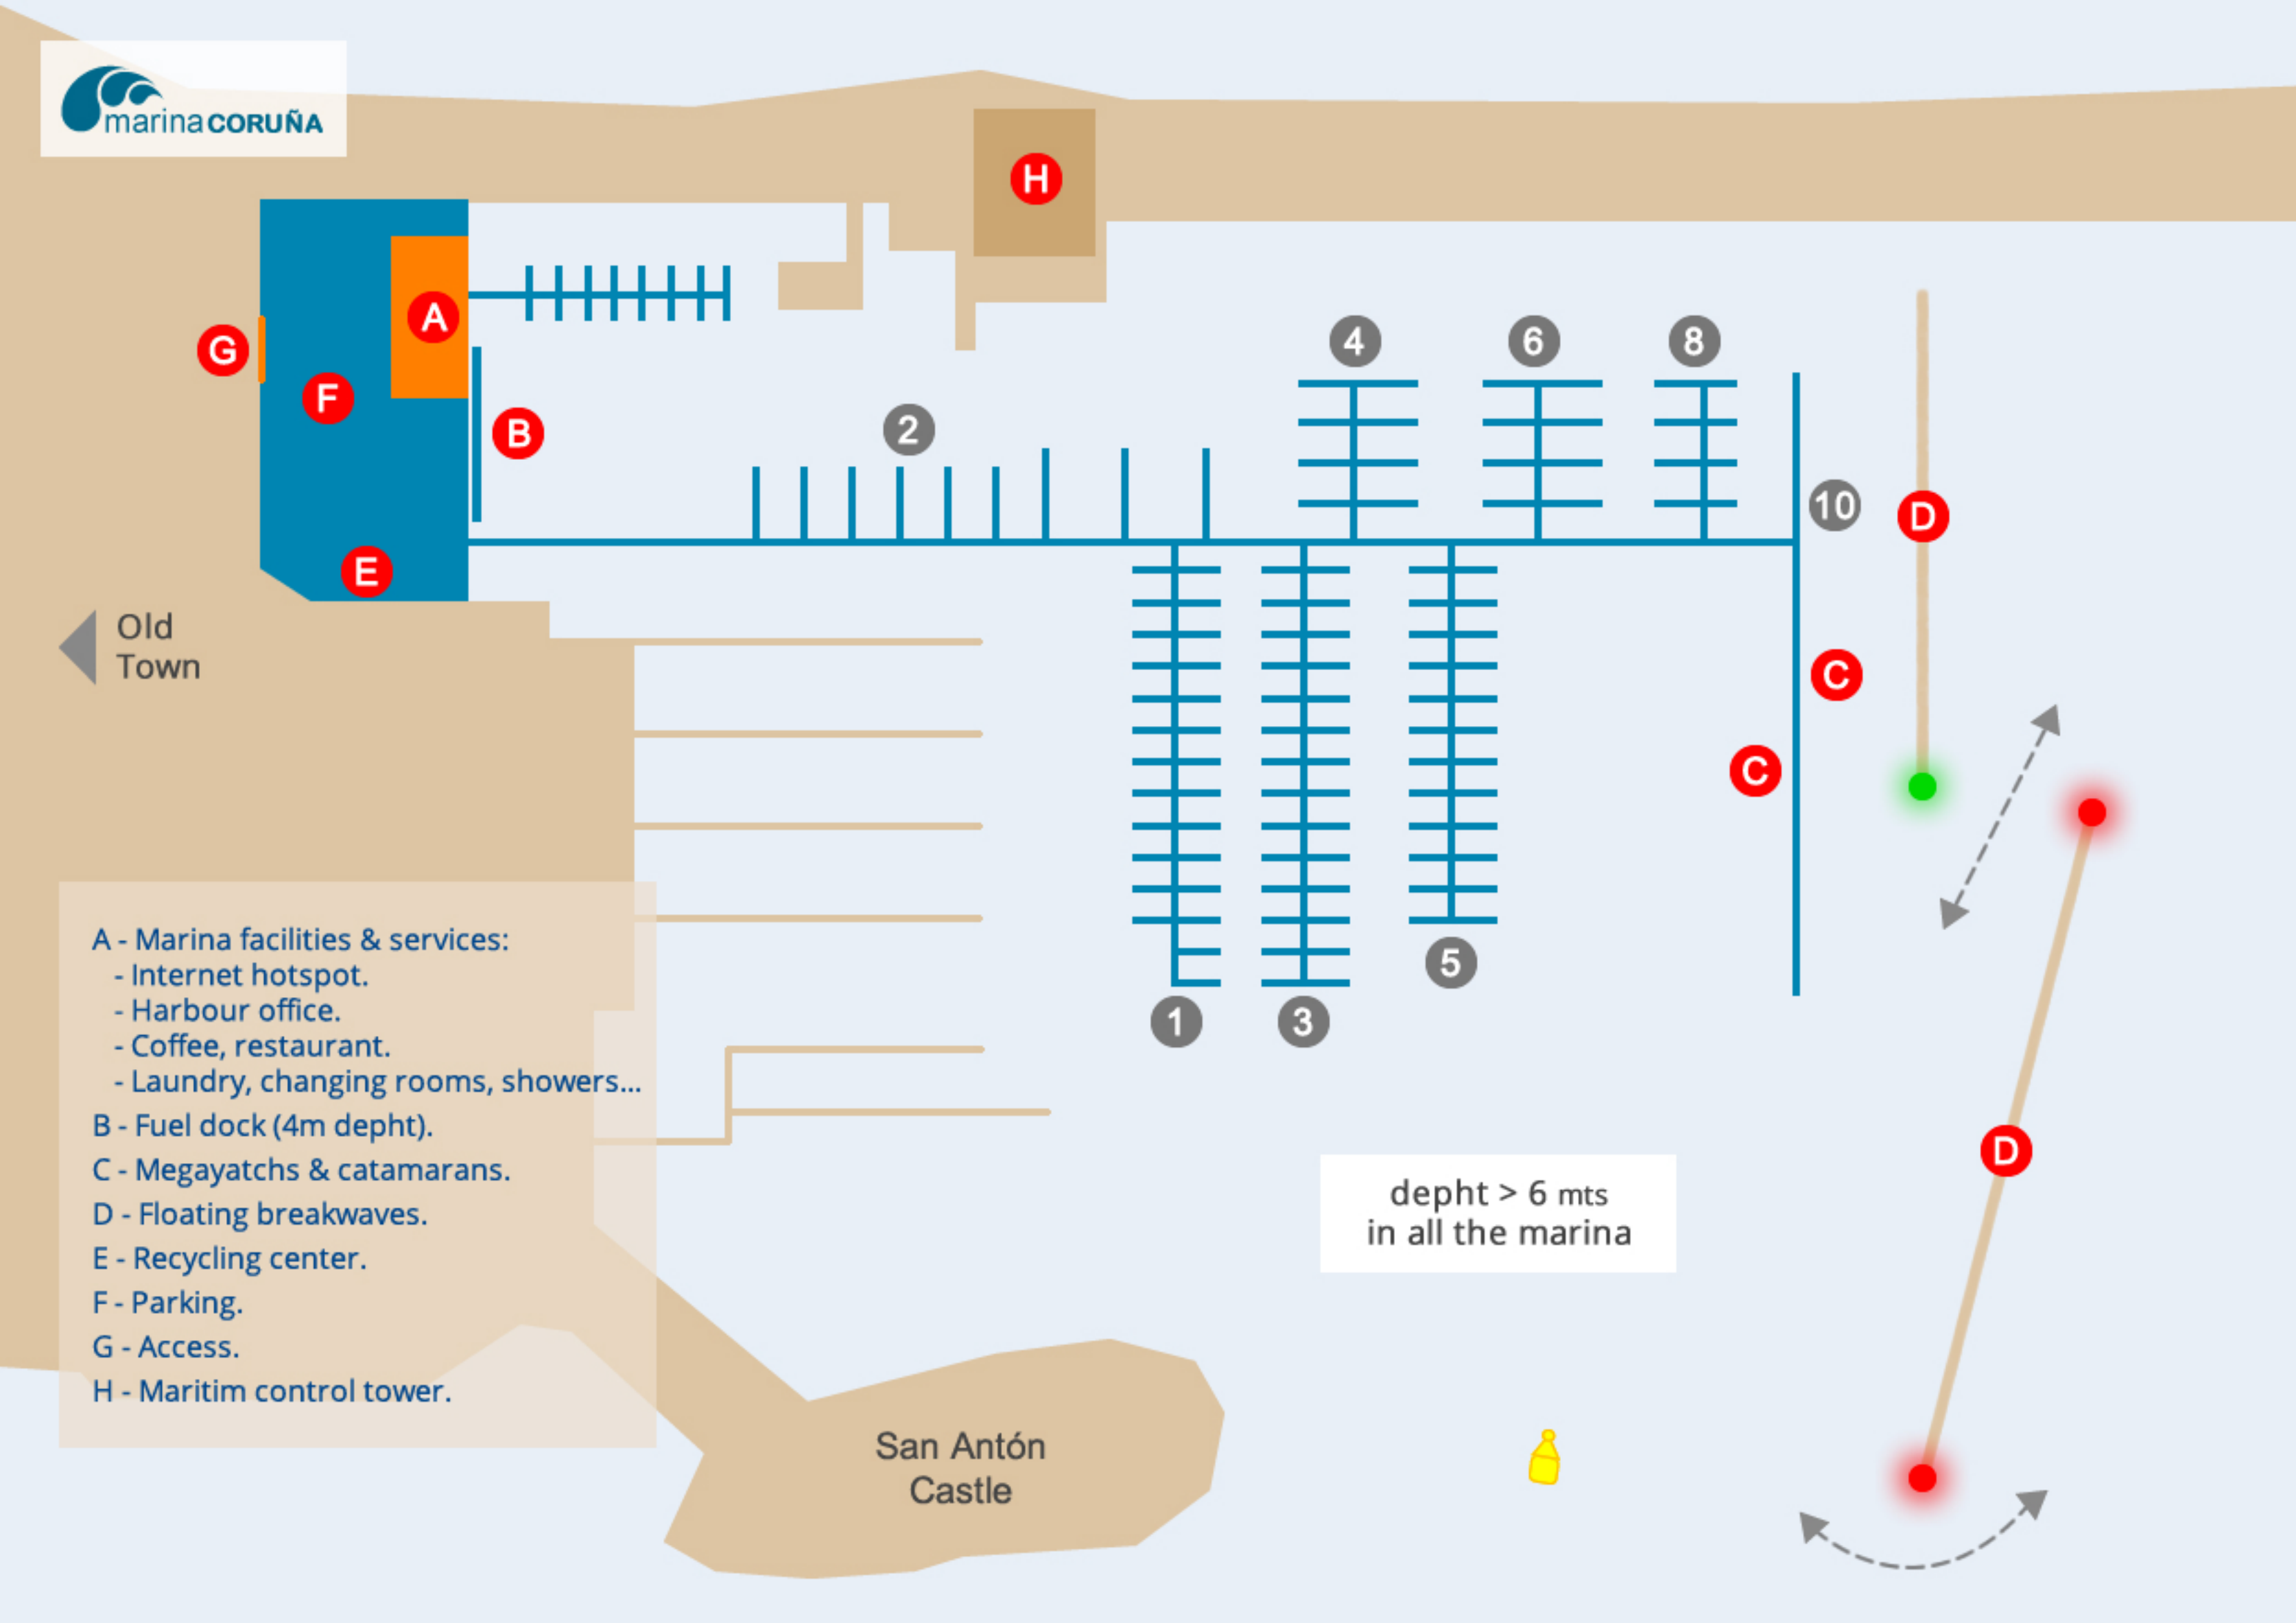 marinaCORUÑA
H
A
G
F
B
E
2
4
6
8
10
D
C
C
Old
Town
5
1
3
D
A - Marina facilities & services:
- Internet hotspot.
- Harbour office.
- Coffee, restaurant.
- Laundry, changing rooms, showers...
B - Fuel dock (4m depht).
C - Megayatchs & catamarans.
D - Floating breakwaves.
E - Recycling center.
F - Parking.
G - Access.
H - Maritim control tower.
depht > 6 mts
in all the marina
San Antón
Castle